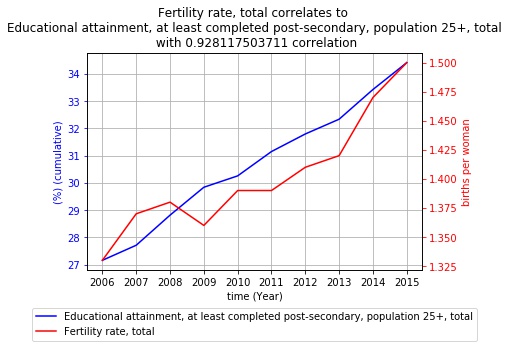 Fertility rate, total correlates to
Educational attainment, at least completed post-secondary, population 25+, total
with 0.928117503711 correlation
34
33
32
31
30
29
28
27
(%) (cumulative)
1.500
1.475
1.450
1.425
1.400
1.375
1.350
1.325
births per woman
2006 2007 2008 2009 2010 2011 2012 2013 2014 2015
time (Year)
Educational attainment, at least completed post-secondary, population 25+, total
Fertility rate, total